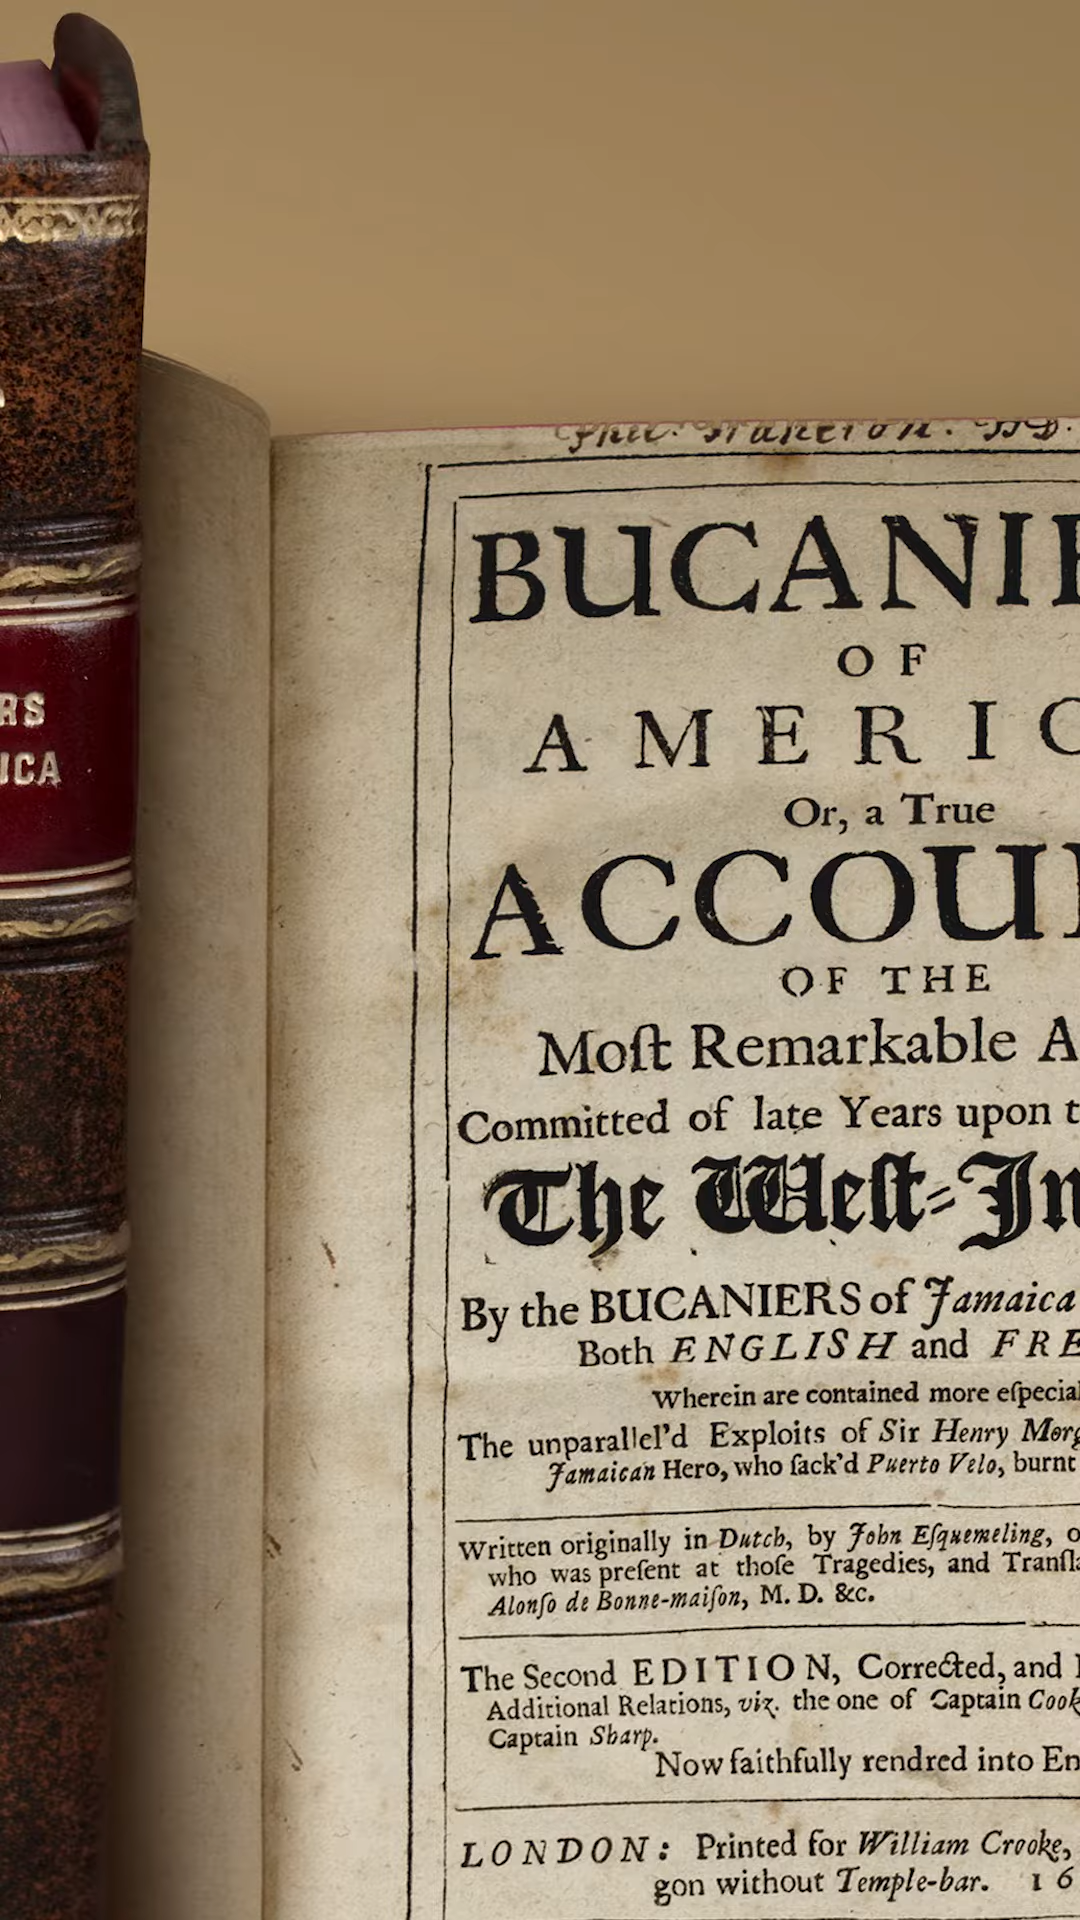 RS
ICA
BUCANIE
OF
AMERIC
Or, a True
ACCOUN
OF THE
Moſt Remarkable A
Committed of late Years upon t
The Weſt-In
By the BUCANIERS of Jamaica
Both ENGLISH and FRE
Wherein are contained more eſpecial
The unparallel'd Exploits of Sir Henry Morg
Jamaican Hero, who ſack'd Puerto Velo, burnt
Written originally in Dutch, by John Eſquemeling, o
who was preſent at thoſe Tragedies, and Tranſla
Alonſo de Bonne-maiſon, M. D. &c.
The Second EDITION, Corrected, and
Additional Relations, viz. the one of Captain Cook
Captain Sharp.
Now faithfully rendred into En
LONDON: Printed for William Crooke,
gon without Temple-bar. 16